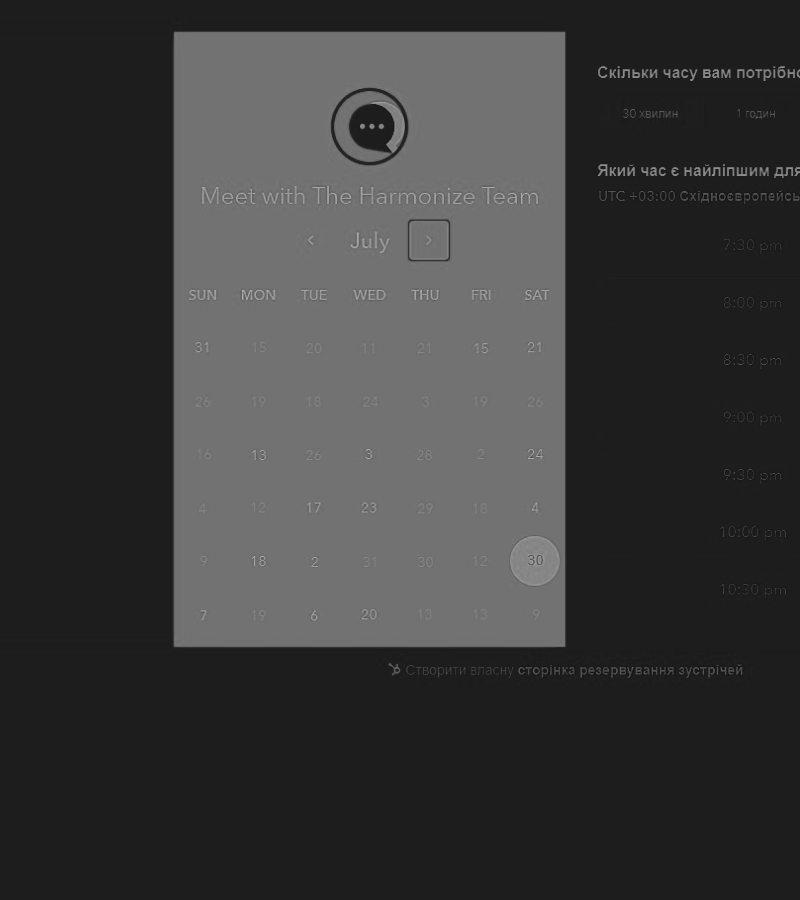 Скільки часу вам потрібно
30 хвилин 1 годин
Meet with The Harmonize Team
July
SUN MON TUE WED THU FRI SAT
31 15 20 11 21 15 21
26 19 18 24 3 19 26
16 13 26 3 28 2 24
4 12 17 23 29 18 4
9 18 2 31 30 12 30
7 19 6 20 13 13 9
Який час є найліпшим для
UTC +03:00 Східноєвропейсь
7:30 pm
8:00 pm
8:30 pm
9:00 pm
9:30 pm
10:00 pm
10:30 pm
Створити власну сторінка резервування зустрічей